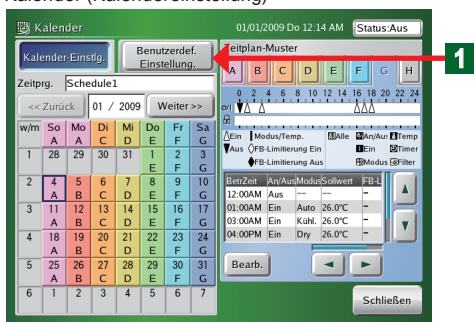 Kalender (Kalendereinstellung)
Kalender 01/01/2009 Do 12:14 AM Status:Aus
Kalender-Einstlg. Benutzerdef. Einstellung.
1
Zeitprg. Schedule1
<< Zurück 01 / 2009 Weiter >>
w/m So Mo Di Mi Do Fr Sa
A A C D E F G
1 28 29 30 31 1 2 3
E F G
2 4 5 6 7 8 9 10
A B C D E F G
3 11 12 13 14 15 16 17
A B C D E F G
4 18 19 20 21 22 23 24
A B C D E F G
5 25 26 27 28 29 30 31
A B C D E F G
6 1 2 3 4 5 6 7
Zeitplan-Muster
A B C D E F G H
0 2 4 6 8 10 12 14 16 18 20 22 24
Ein Modus/Temp. Alle An/Au: Temp
Aus FB-Limitierung Ein Ein Timer
FB-Limitierung Aus Modus Filter
BetrZeit An/Aus Modus Sollwert FB-L
12:00AM Aus -- -- –
01:00AM Ein Auto 26.0°C –
03:00AM Ein Kühl. 26.0°C –
04:00PM Ein Dry 26.0°C –
Bearb.
Schließen